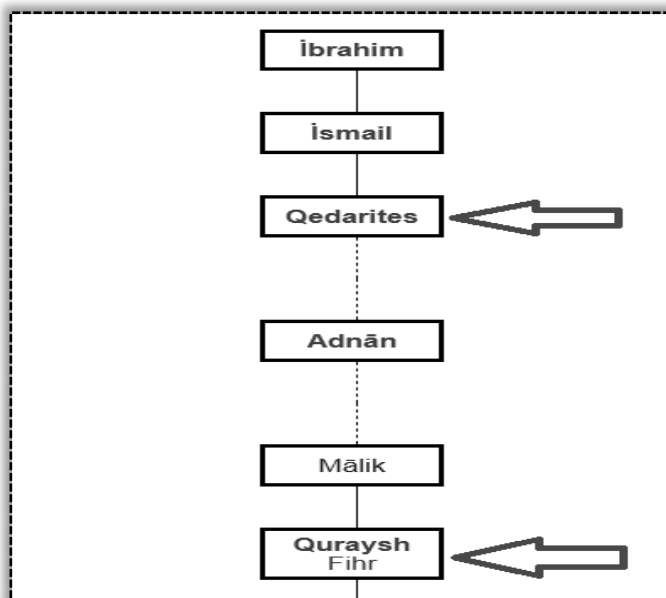 İbrahim
İsmail
Qedarites
Adnān
Mālik
Quraysh
Fihr